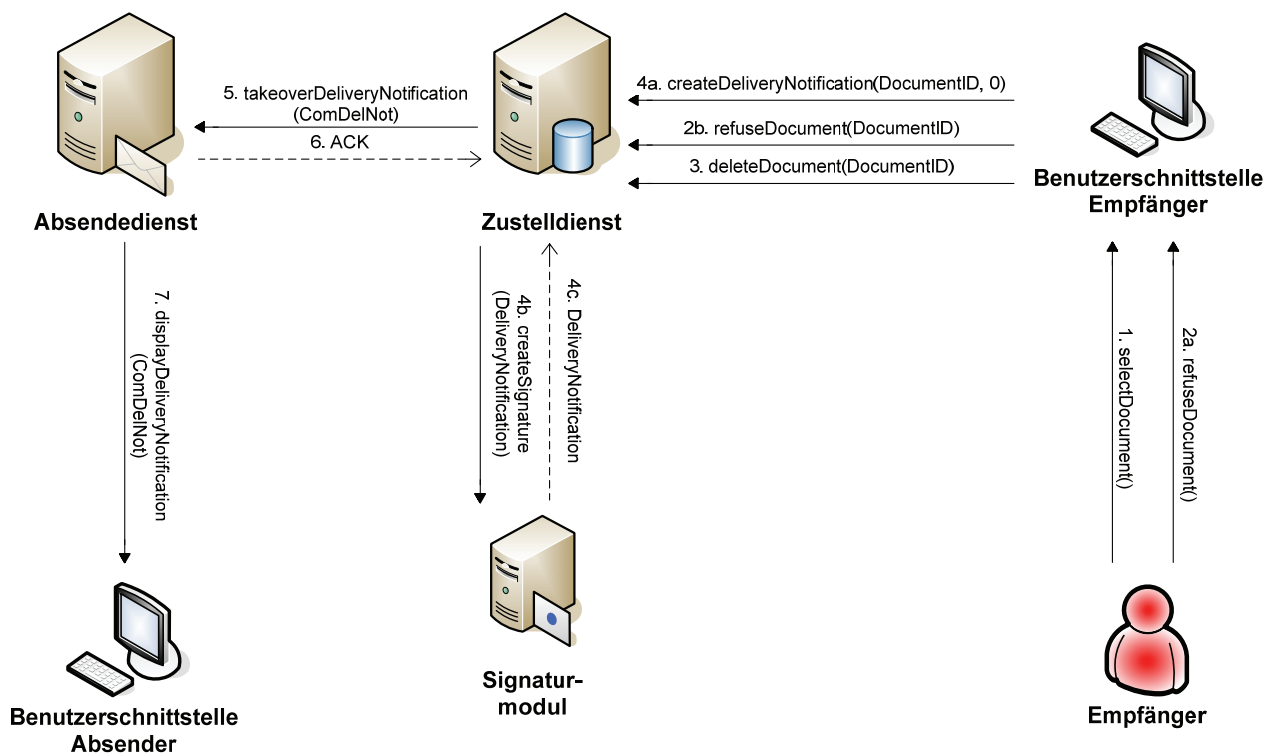 4a. createDeliveryNotification(DocumentID, 0)
5. takeoverDeliveryNotification
(ComDelNot)
2b. refuseDocument(DocumentID)
6. ACK
3. deleteDocument(DocumentID)
Benutzerschnittstelle
Empfänger
Absendedienst
Zustelldienst
7. displayDeliveryNotification
(ComDelNot)
4b. createSignature
(DeliveryNotification)
4c. DeliveryNotification
1. selectDocument()
2a. refuseDocument()
Signatur-
modul
Benutzerschnittstelle
Absender
Empfänger